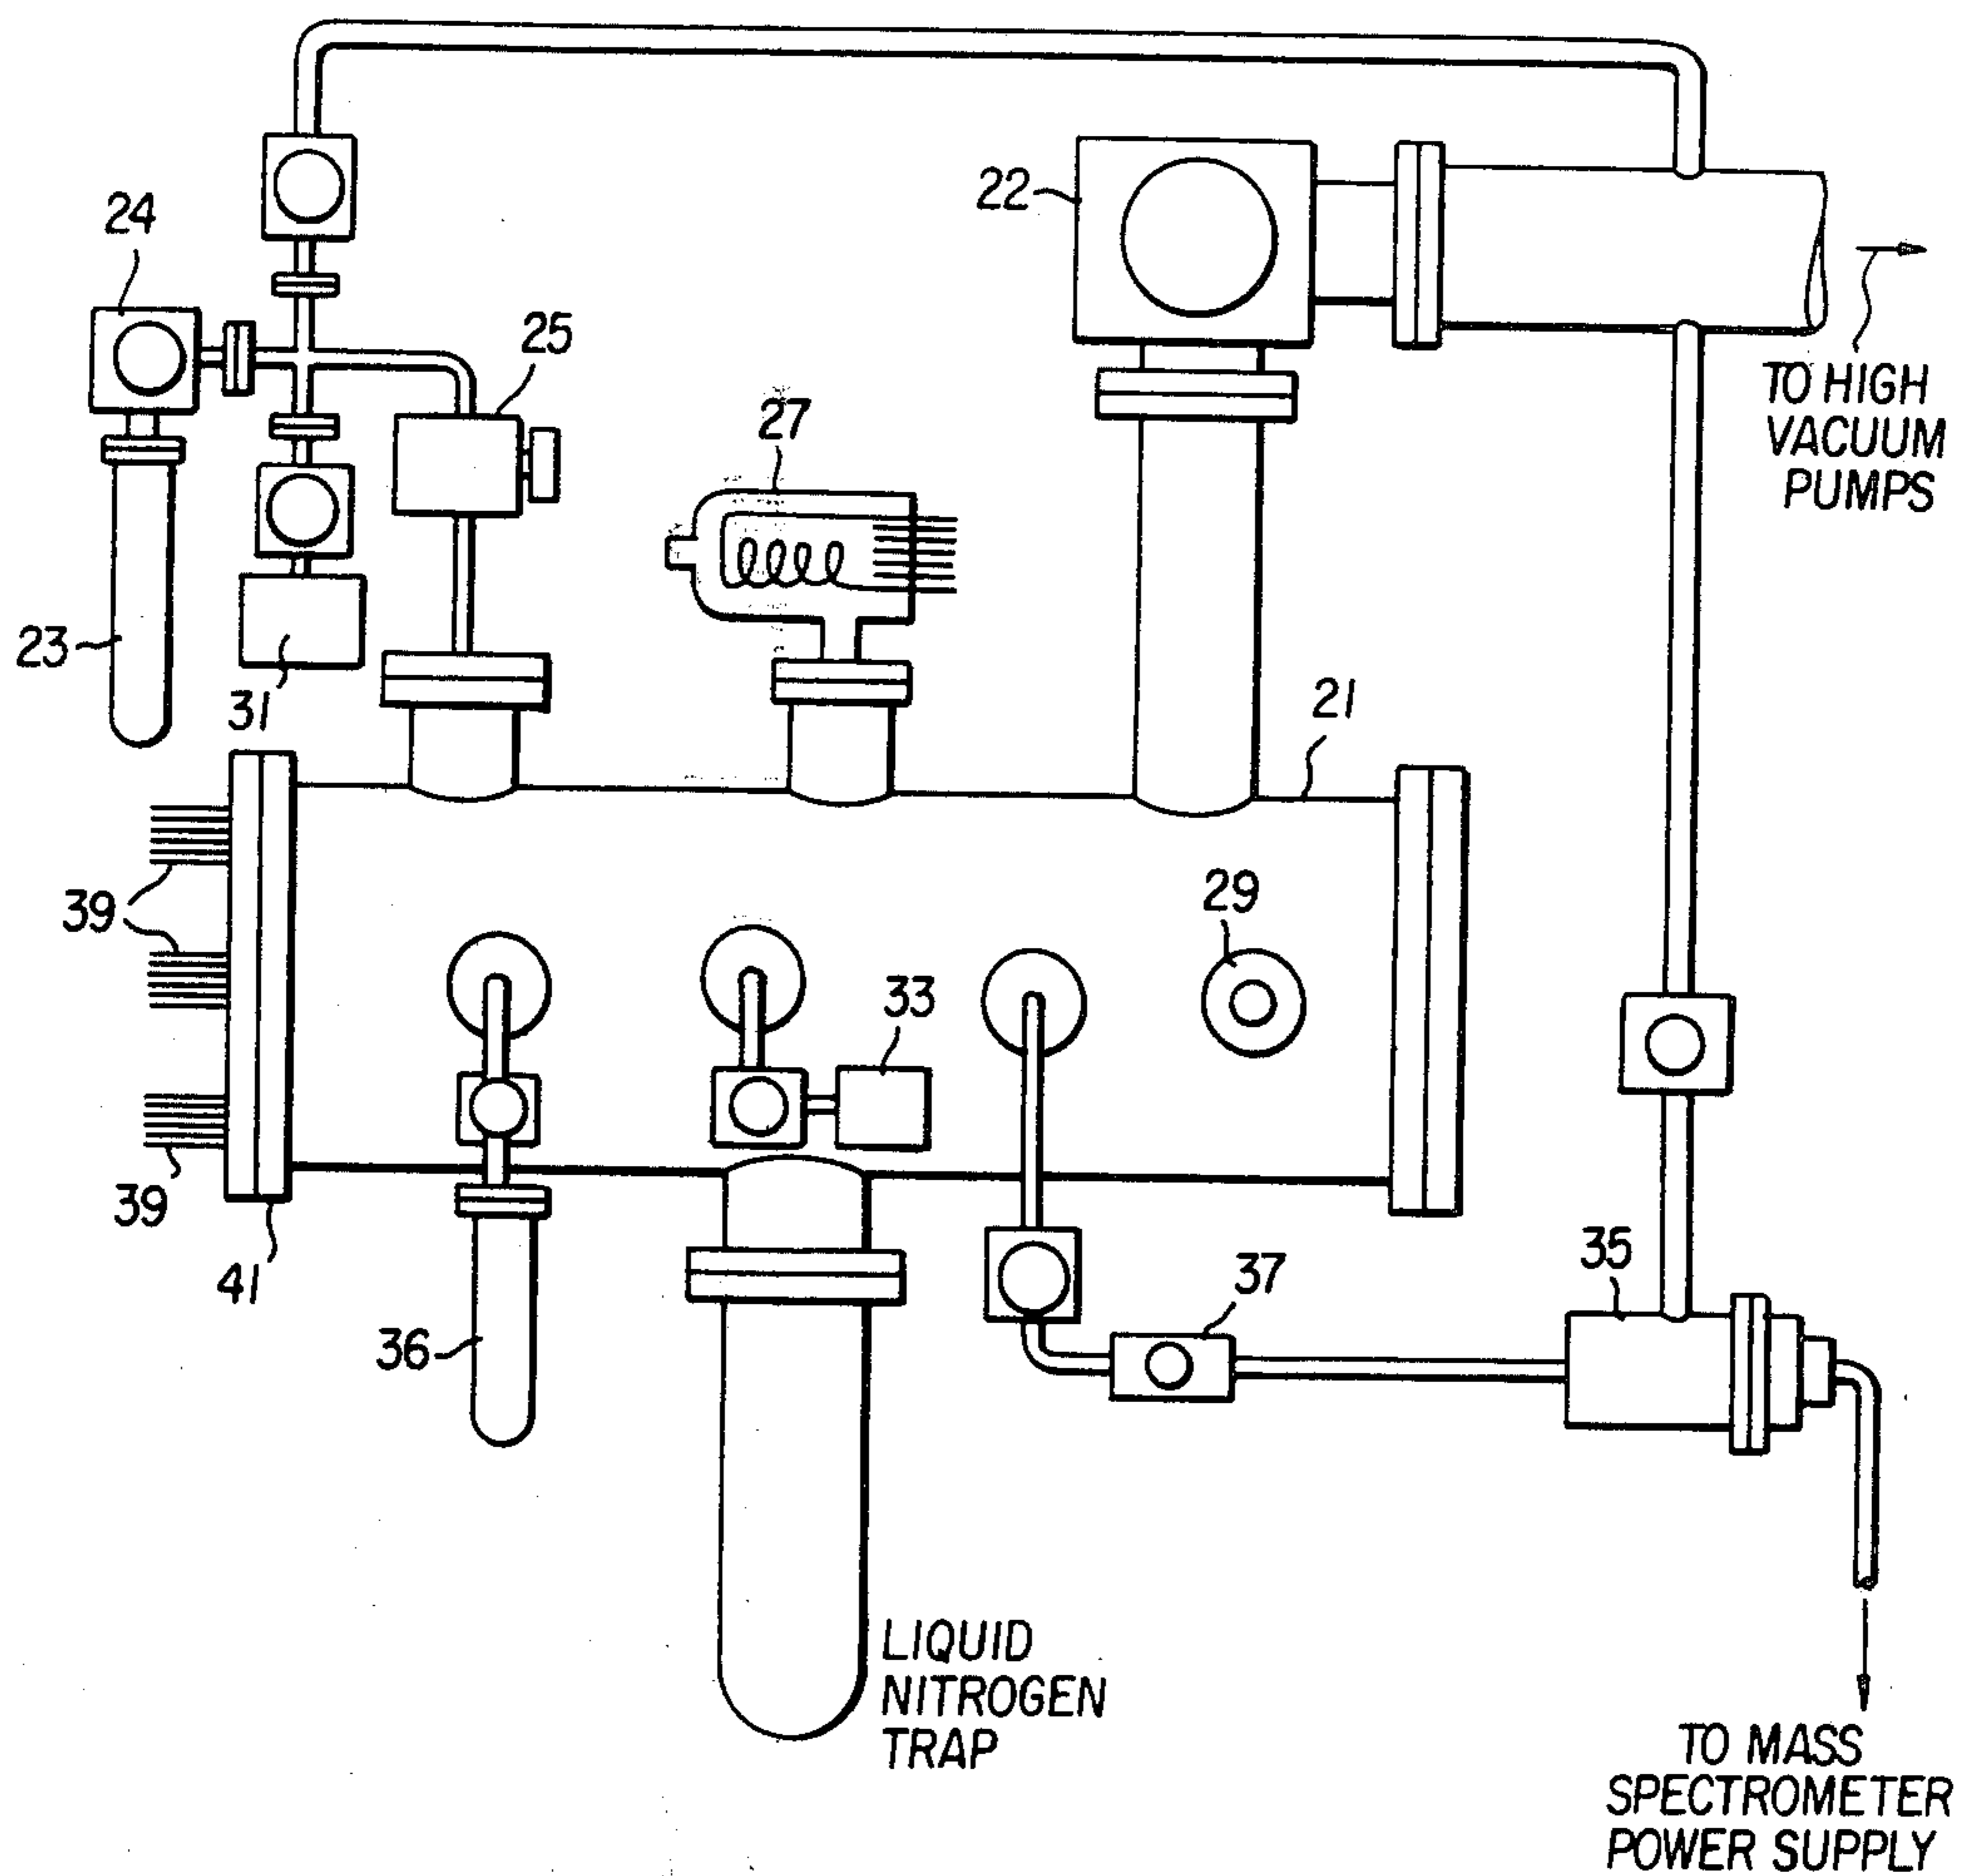 22
24
TO HIGH
VACUUM
PUMPS
25
27
23
31
21
39
29
33
39
41
36
37
35
LIQUID
NITROGEN
TRAP
TO MASS
SPECTROMETER
POWER SUPPLY